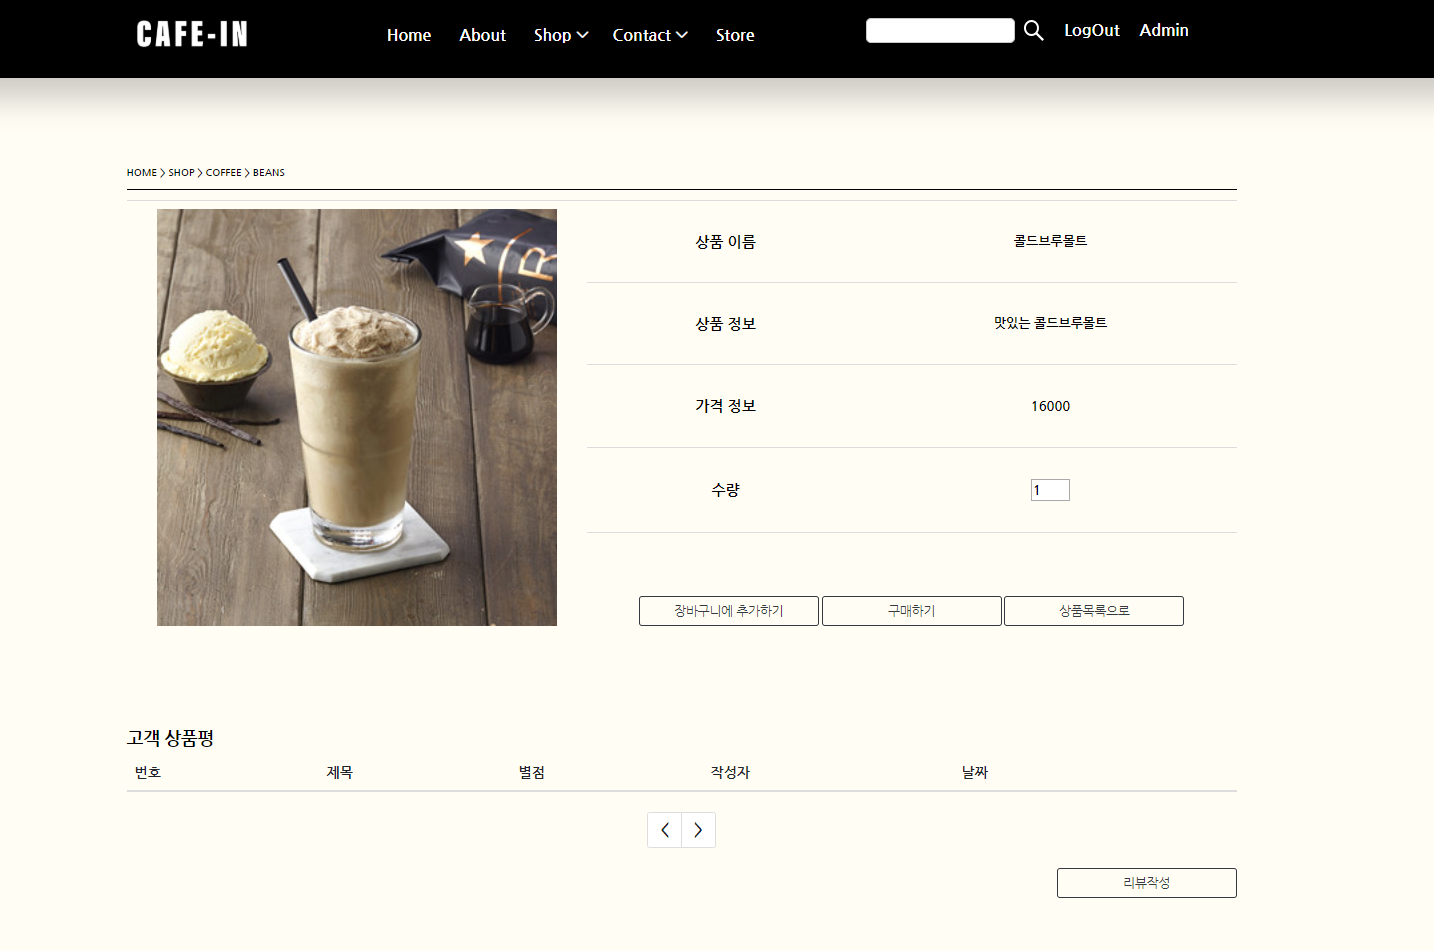 CAFE-IN
Home About Shop Contact Store
LogOut Admin
HOME > SHOP > COFFEE > BEANS
R
상품 이름 콜드브루몰트
상품 정보 맛있는 콜드브루몰트
가격 정보 16000
수량 1
장바구니에 추가하기 구매하기 상품목록으로
고객 상품평
번호 제목 별점 작성자 날짜
리뷰작성